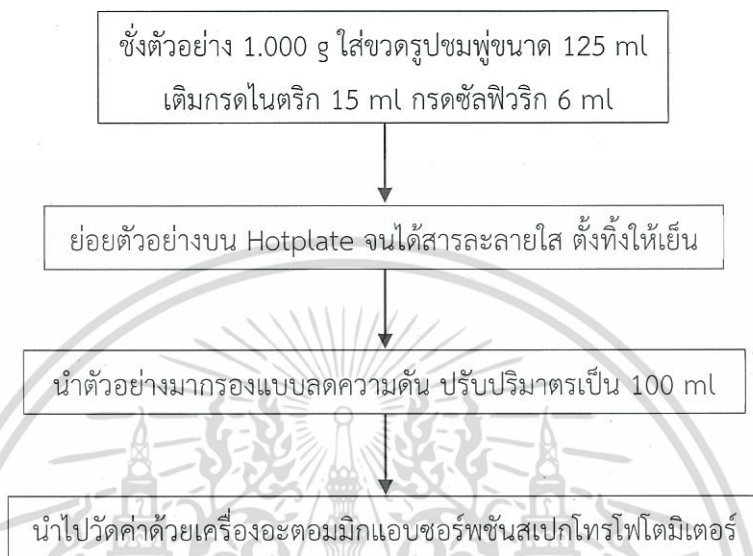 ชั่งตัวอย่าง 1.000 g ใส่ขวดรูปชมพู่ขนาด 125 ml
เติมกรดไนตริก 15 ml กรดซัลฟิวริก 6 ml
ย่อยตัวอย่างบน Hotplate จนได้สารละลายใส ตั้งทิ้งให้เย็น
นำตัวอย่างมากรองแบบลดความดัน ปรับปริมาตรเป็น 100 ml
นำไปวัดค่าด้วยเครื่องอะตอมมิกแอบซอร์พชันสเปกโทรโฟโตมิเตอร์